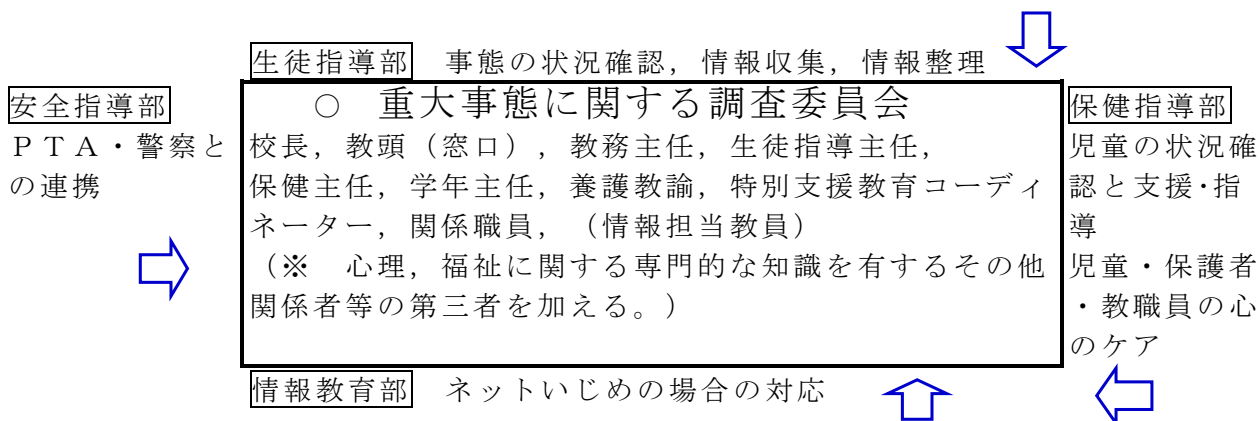 生徒指導部 事態の状況確認,情報収集,情報整理
安全指導部
PTA・警察と
の連携
○ 重大事態に関する調査委員会
校長,教頭(窓口),教務主任,生徒指導主任,
保健主任,学年主任,養護教諭,特別支援教育コーディ
ネーター,関係職員,(情報担当教員)
(※ 心理,福祉に関する専門的な知識を有するその他
関係者等の第三者を加える。)
保健指導部
児童の状況確
認と支援・指
導
児童・保護者
・教職員の心
のケア
情報教育部 ネットいじめの場合の対応